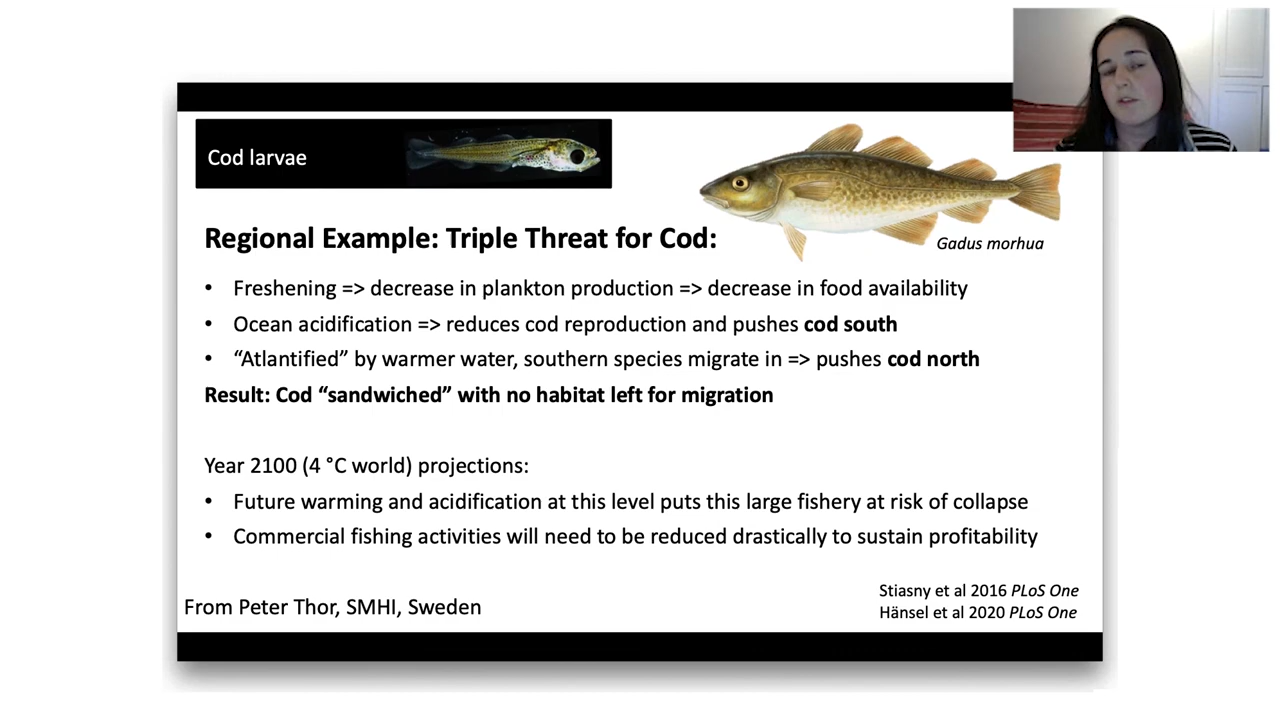 Cod larvae
Gadus morhua
Regional Example: Triple Threat for Cod:
• Freshening => decrease in plankton production => decrease in food availability
• Ocean acidification => reduces cod reproduction and pushes cod south
• “Atlantified” by warmer water, southern species migrate in => pushes cod north
Result: Cod “sandwiched” with no habitat left for migration
Year 2100 (4 °C world) projections:
• Future warming and acidification at this level puts this large fishery at risk of collapse
• Commercial fishing activities will need to be reduced drastically to sustain profitability
From Peter Thor, SMHI, Sweden
Stiasny et al 2016 PLoS One
Hänsel et al 2020 PLoS One